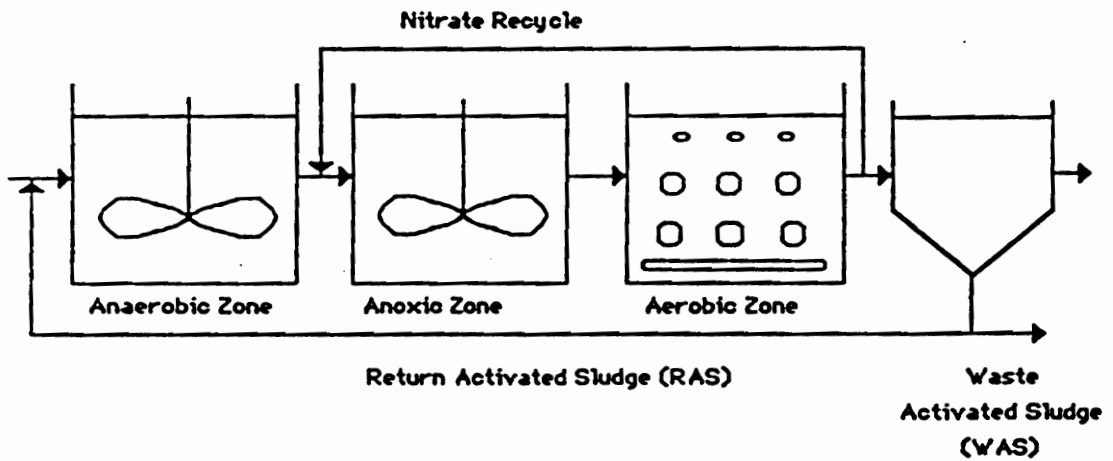 Nitrate Recycle
Anaerobic Zone
Anoxic Zone
Aerobic Zone
Return Activated Sludge (RAS)
Waste
Activated Sludge
(WAS)